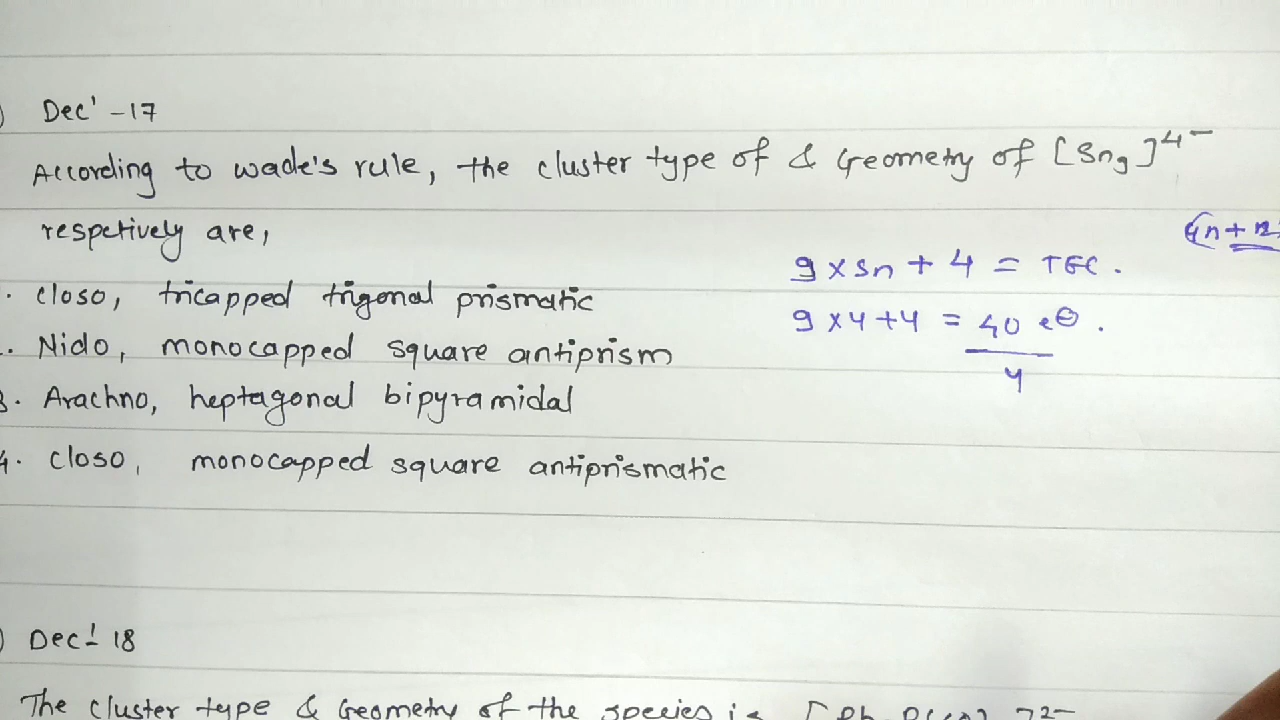 Dec' -17
According to wade's rule, the cluster type of & Geometry of [Sn9]4-
respctively are,
(4n+
9 x sn + 4 = TEC.
. closo, tricapped trigonal prismatic
9 x 4 + 4 = 40 e⊖.
. Nido, monocapped square antiprism
4
3. Arachno, heptagonal bipyramidal
4. closo, monocapped square antiprismatic
) Dec' 18
The cluster type & Geometry of the species is